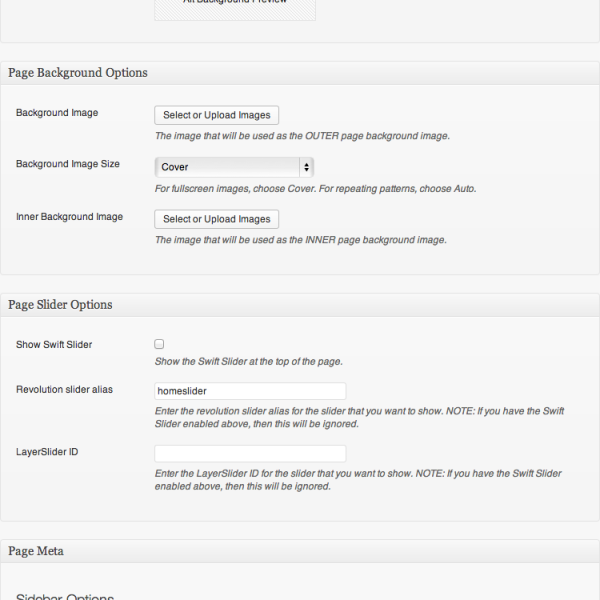 Alt Background Preview
Page Background Options
Background Image
Select or Upload Images
The image that will be used as the OUTER page background image.
Background Image Size
Cover
For fullscreen images, choose Cover. For repeating patterns, choose Auto.
Inner Background Image
Select or Upload Images
The image that will be used as the INNER page background image.
Page Slider Options
Show Swift Slider
Show the Swift Slider at the top of the page.
Revolution slider alias
homeslider
Enter the revolution slider alias for the slider that you want to show. NOTE: If you have the Swift
Slider enabled above, then this will be ignored.
LayerSlider ID
Enter the LayerSlider ID for the slider that you want to show. NOTE: If you have the Swift Slider
enabled above, then this will be ignored.
Page Meta
Sidebar Options